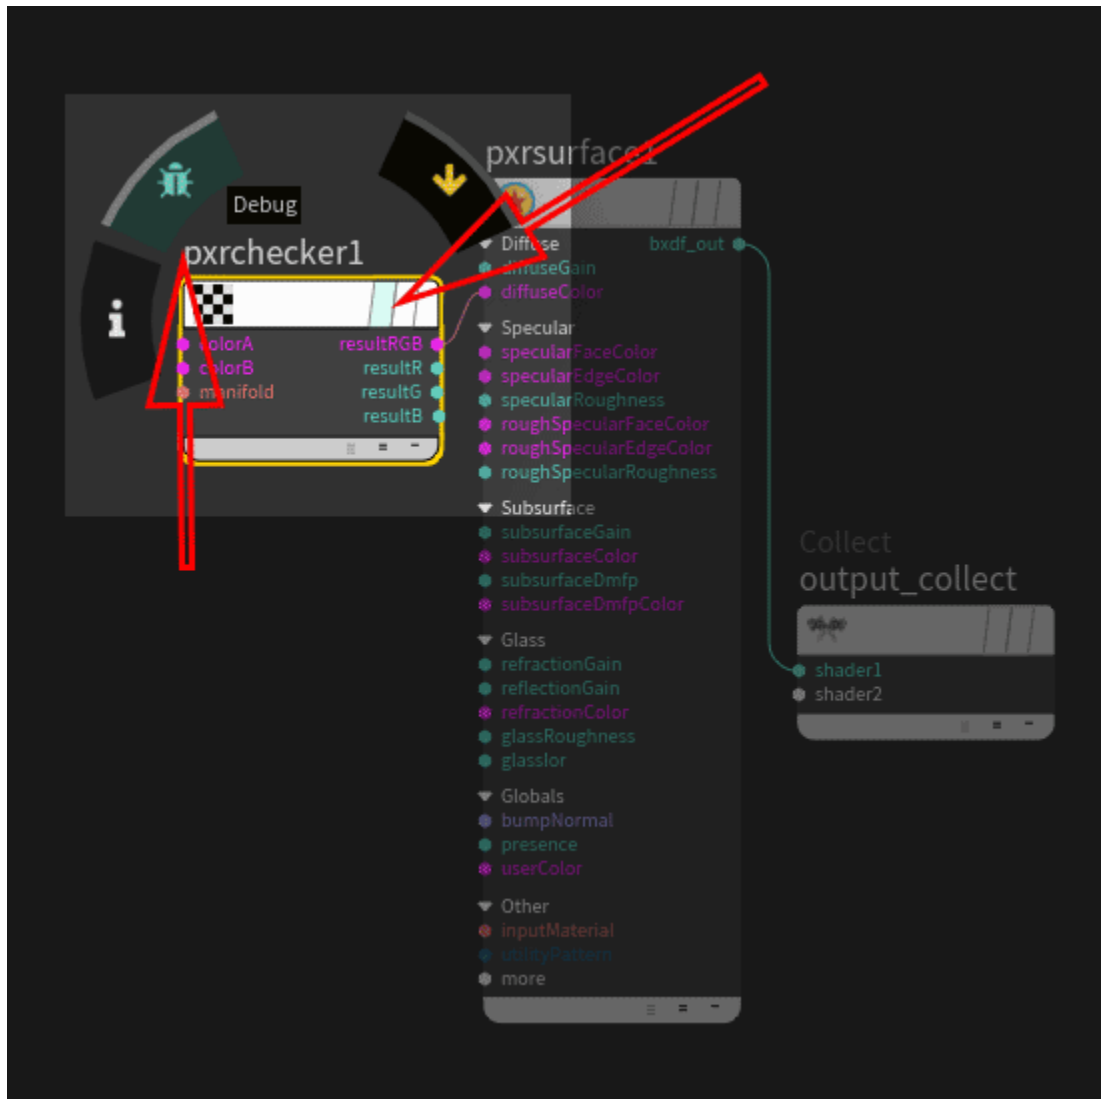 pxrsurface1
Debug
pxrchecker1
colorA
resultRGB
colorB
resultR
manifold
resultG
resultB
Diffuse
bxdf_out
diffuseGain
diffuseColor
Specular
specularFaceColor
specularEdgeColor
specularRoughness
roughSpecularFaceColor
roughSpecularEdgeColor
roughSpecularRoughness
Subsurface
subsurfaceGain
subsurfaceColor
subsurfaceDmfp
subsurfaceDmfpColor
Glass
refractionGain
reflectionGain
refractionColor
glassRoughness
glassIor
Globals
bumpNormal
presence
userColor
Other
inputMaterial
utilityPattern
more
Collect
output_collect
shader1
shader2